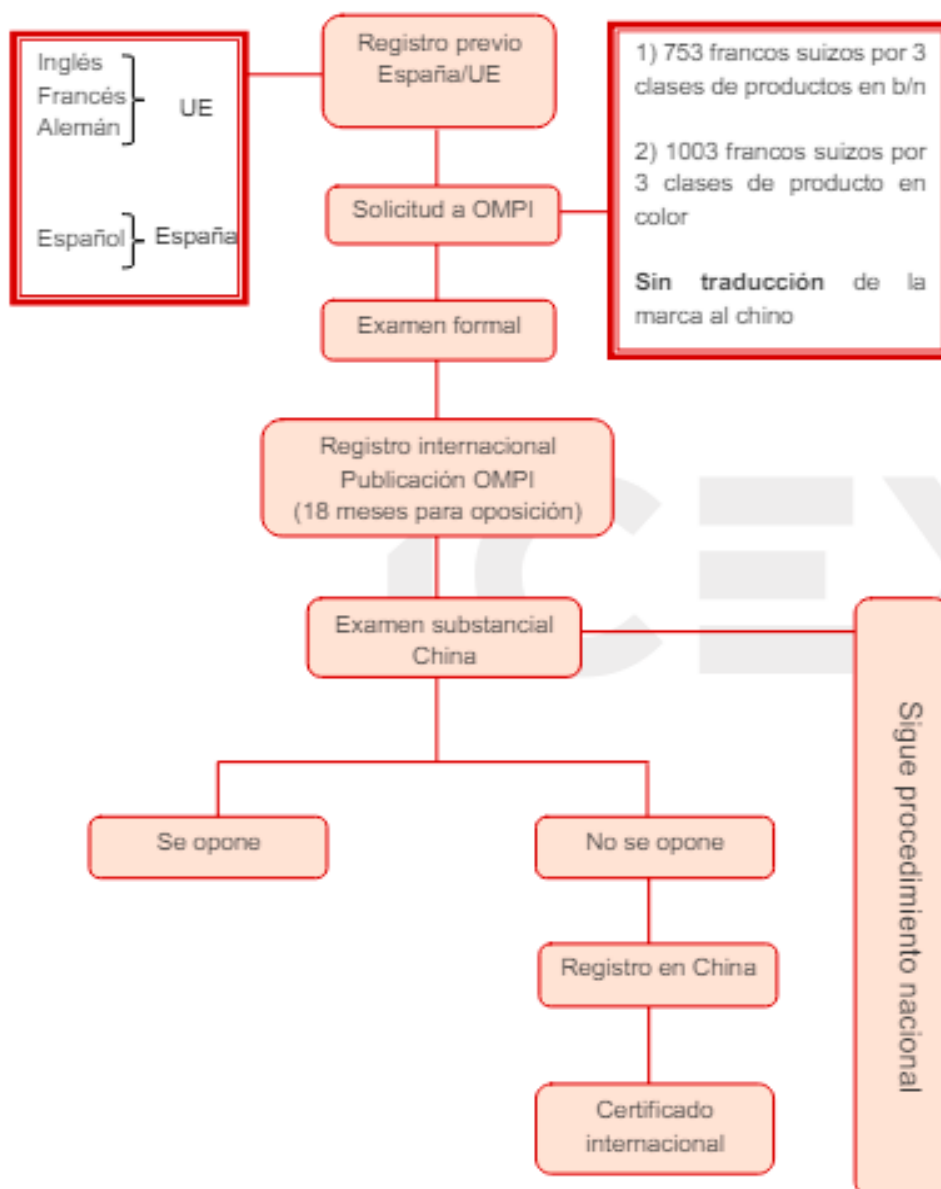 Inglés
Francés
Alemán
UE
Español
España
Registro previo
España/UE
1) 753 francos suizos por 3
clases de productos en b/n
2) 1003 francos suizos por
3 clases de producto en
color
Sin traducción de la
marca al chino
Solicitud a OMPI
Examen formal
Registro internacional
Publicación OMPI
(18 meses para oposición)
Examen substancial
China
Sigue procedimiento nacional
Se opone
No se opone
Registro en China
Certificado
internacional